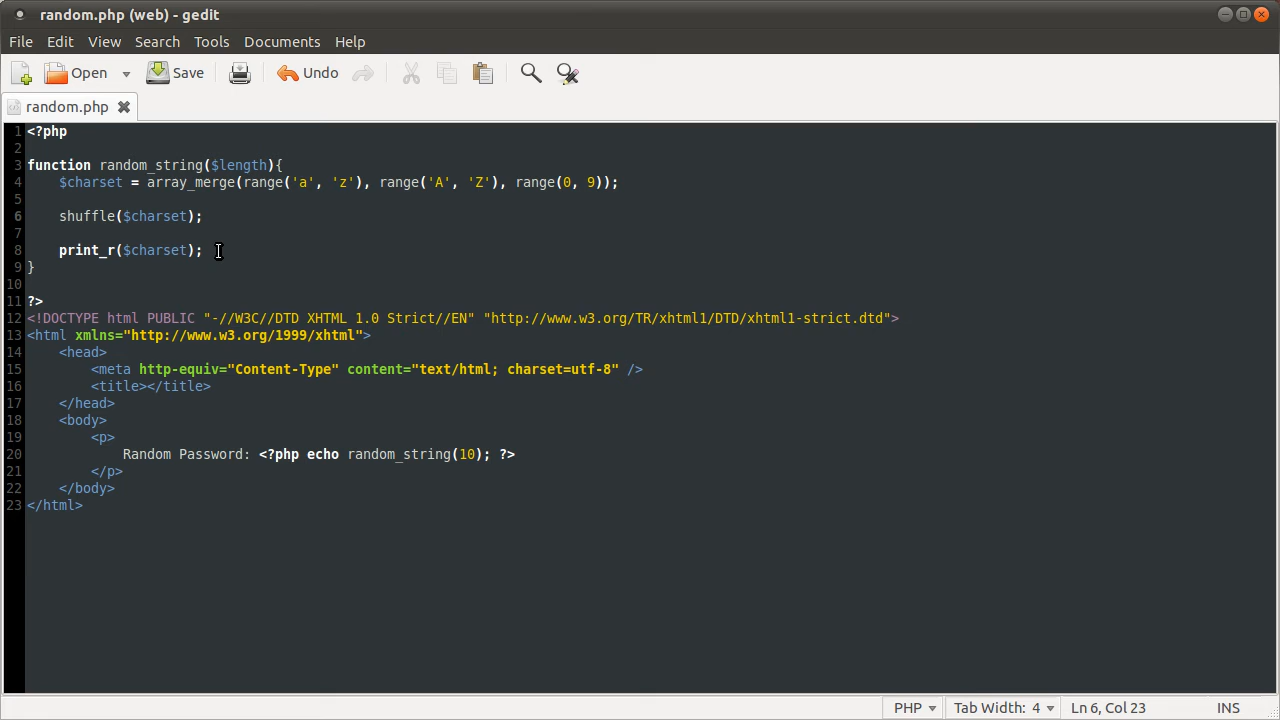 random.php (web) - gedit
File Edit View Search Tools Documents Help
Open Save Undo
random.php
1 <?php
2
3 function random_string($length){
4     $charset = array_merge(range('a', 'z'), range('A', 'Z'), range(0, 9));
5
6     shuffle($charset);
7
8     print_r($charset);
9 }
10
11 ?>
12 <!DOCTYPE html PUBLIC "-//W3C//DTD XHTML 1.0 Strict//EN" "http://www.w3.org/TR/xhtml1/DTD/xhtml1-strict.dtd">
13 <html xmlns="http://www.w3.org/1999/xhtml">
14     <head>
15         <meta http-equiv="Content-Type" content="text/html; charset=utf-8" />
16         <title></title>
17     </head>
18     <body>
19         <p>
20             Random Password: <?php echo random_string(10); ?>
21         </p>
22     </body>
23 </html>
PHP Tab Width: 4 Ln 6, Col 23 INS